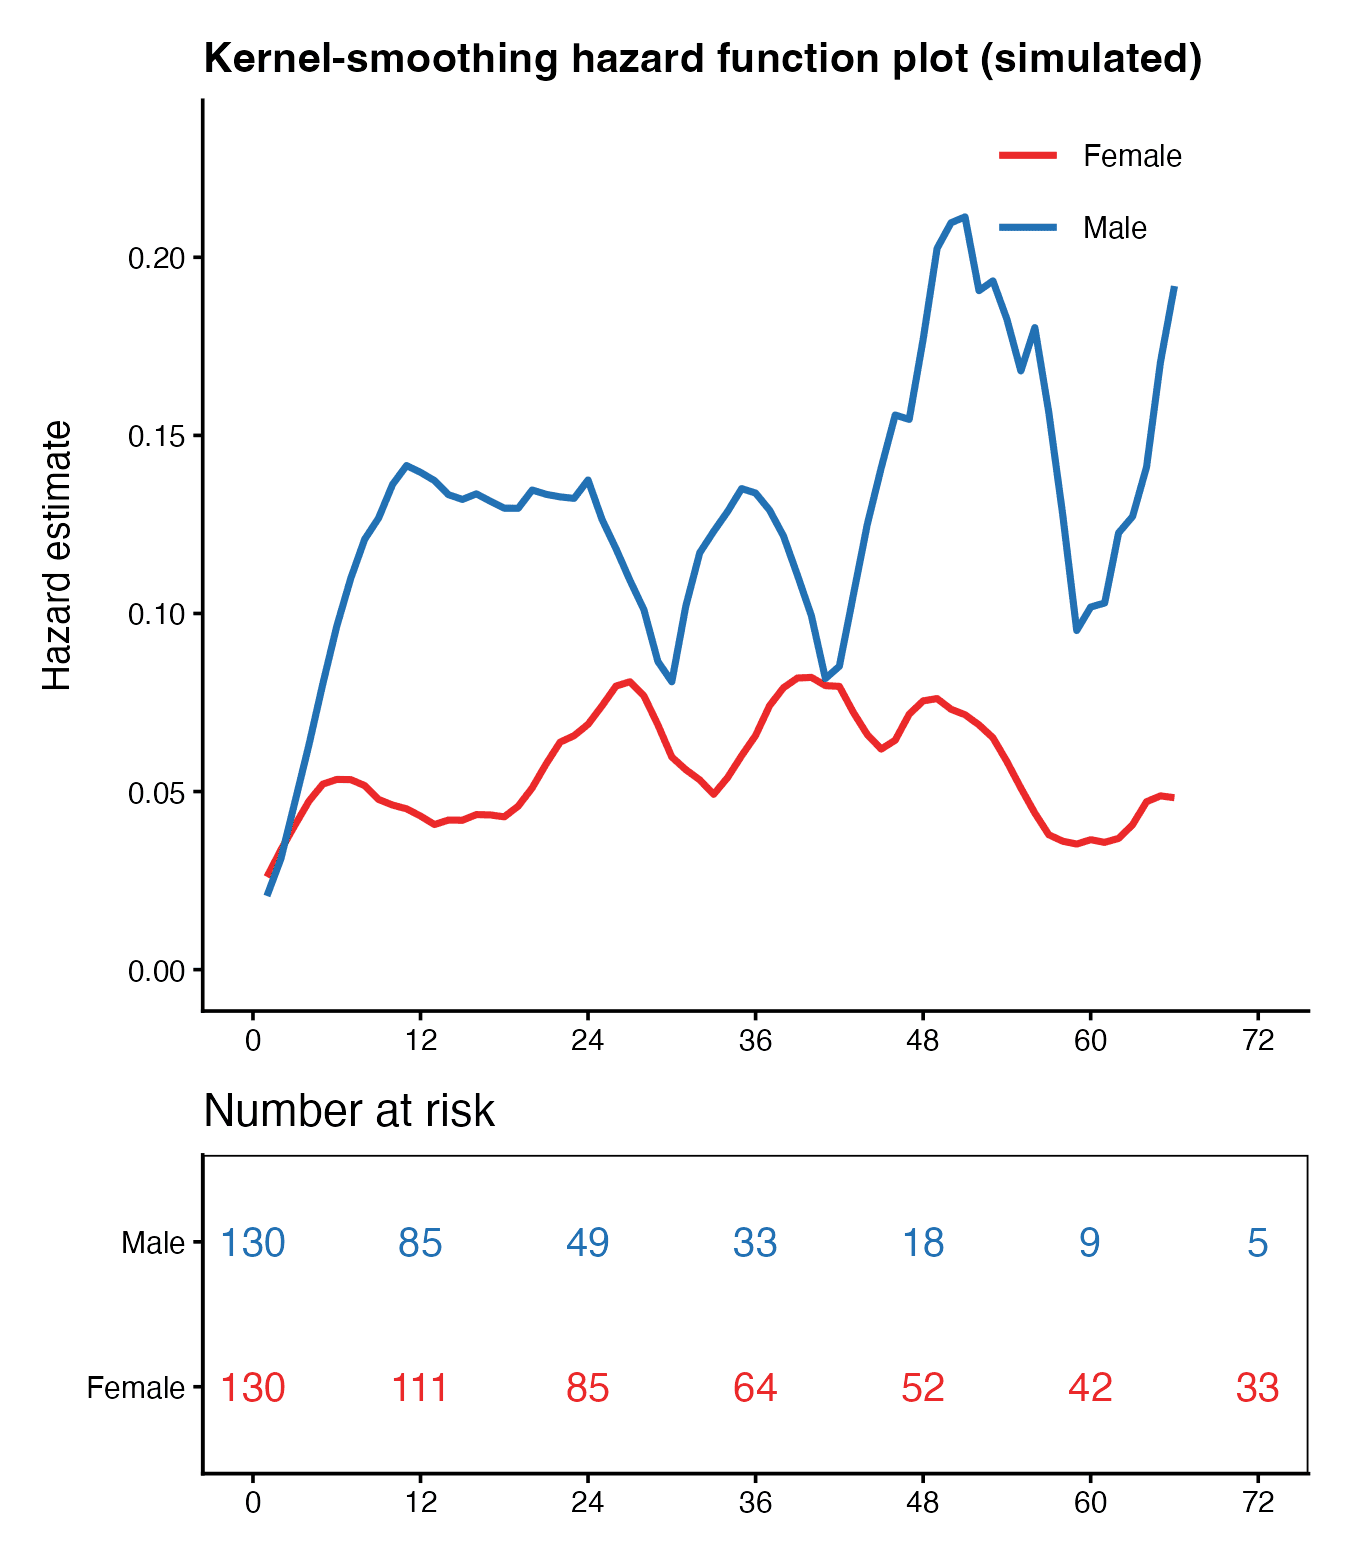 Kernel-smoothing hazard function plot (simulated)
Female
Male
Hazard estimate
0.20
0.15
0.10
0.05
0.00
0 12 24 36 48 60 72
Number at risk
Male 130 85 49 33 18 9 5
Female 130 111 85 64 52 42 33
0 12 24 36 48 60 72